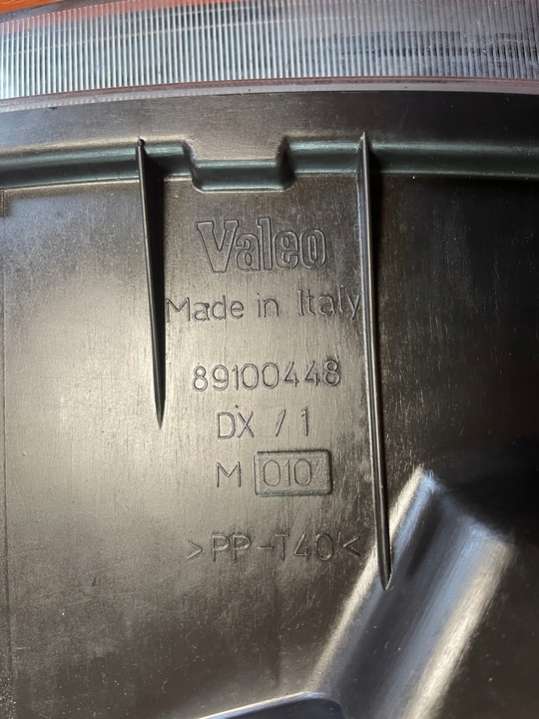 Valeo
Made in Italy
89100448
DX / 1
M 010
>PP-T40<